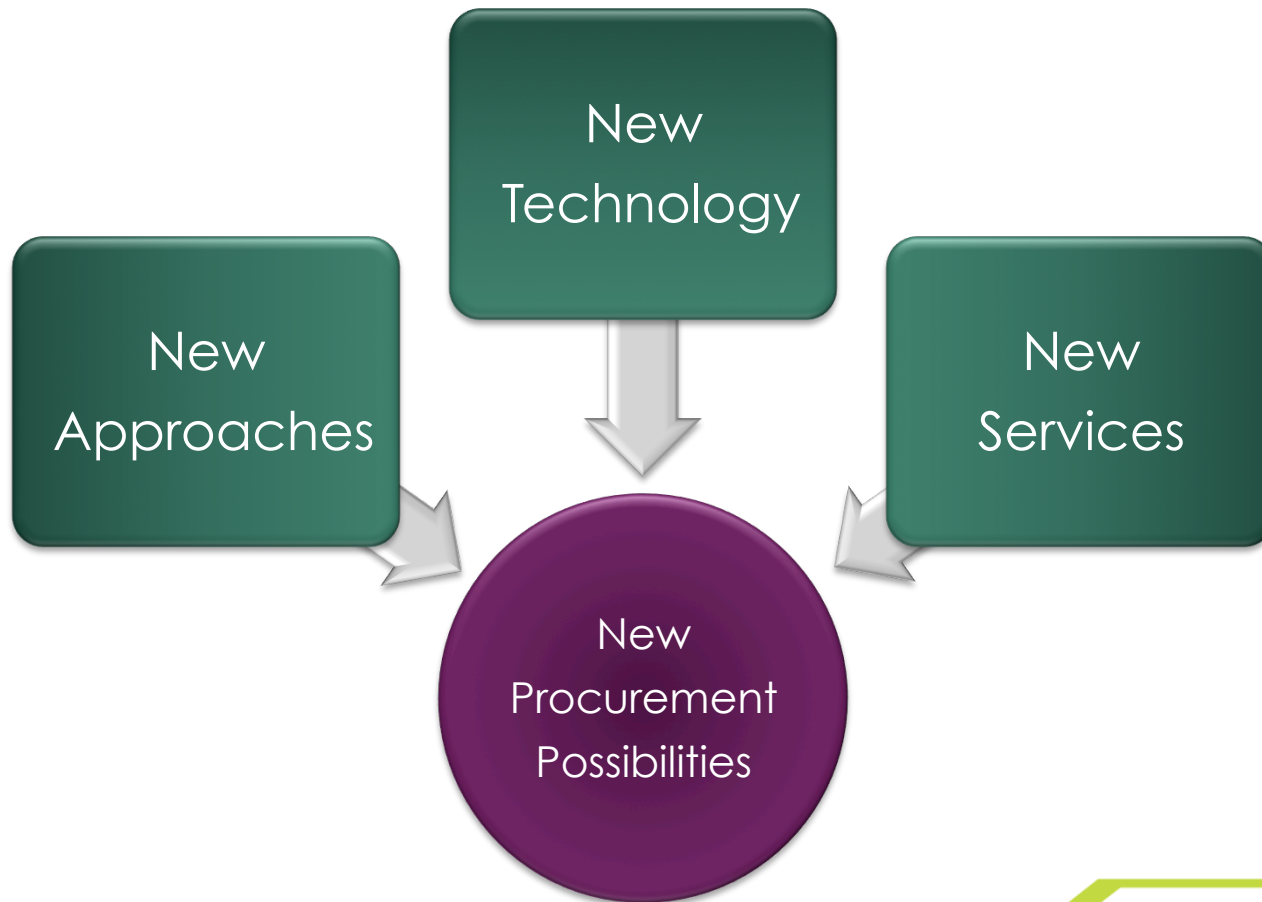 New
Technology
New
Approaches
New
Services
New
Procurement
Possibilities